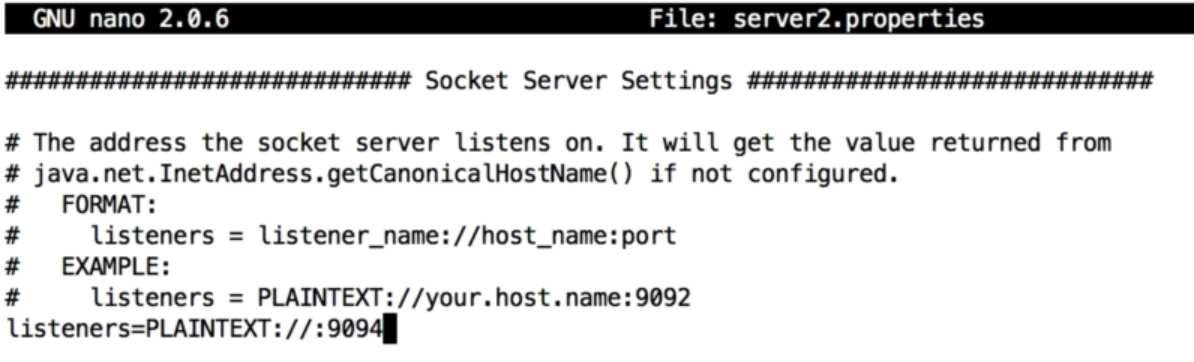 GNU nano 2.0.6 File: server2.properties
############################# Socket Server Settings #############################
# The address the socket server listens on. It will get the value returned from
# java.net.InetAddress.getCanonicalHostName() if not configured.
#   FORMAT:
#     listeners = listener_name://host_name:port
#   EXAMPLE:
#     listeners = PLAINTEXT://your.host.name:9092
listeners=PLAINTEXT://:9094